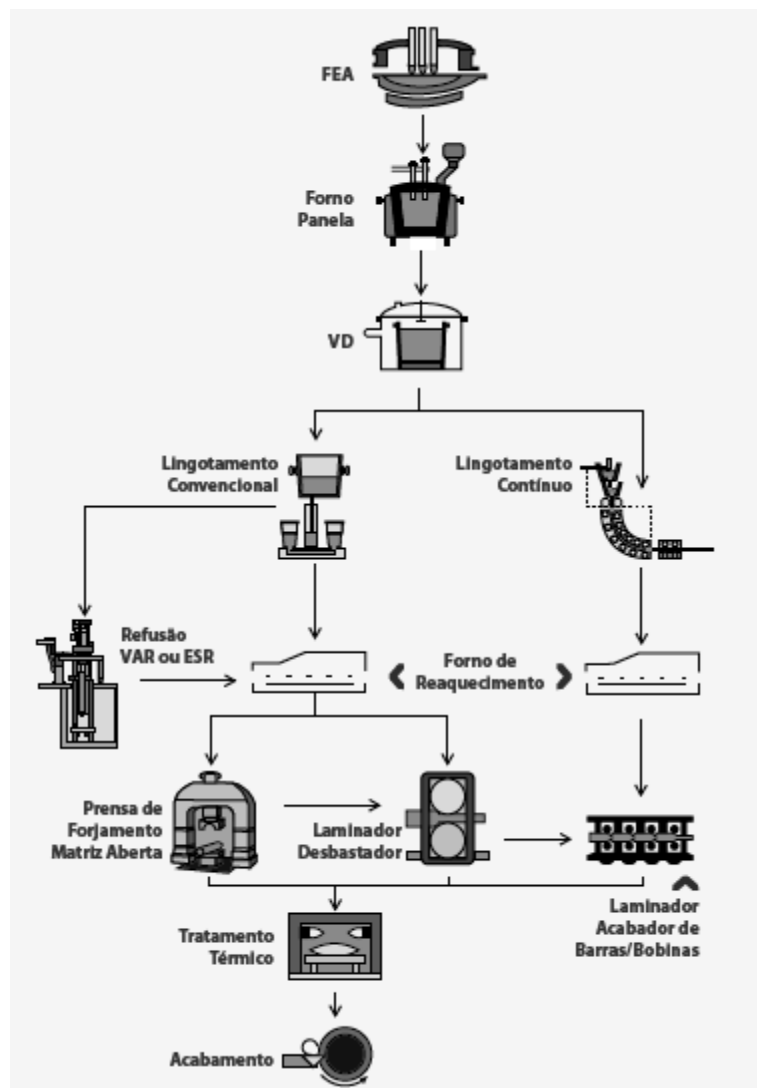 FEA
Forno
Panela
VD
Lingotamento
Convencional
Lingotamento
Contínuo
Refusão
VAR ou ESR
Forno de
Reaquecimento
Prensa de
Forjamento
Matriz Aberta
Laminador
Desbastador
Laminador
Acabador de
Barras/Bobinas
Tratamento
Térmico
Acabamento